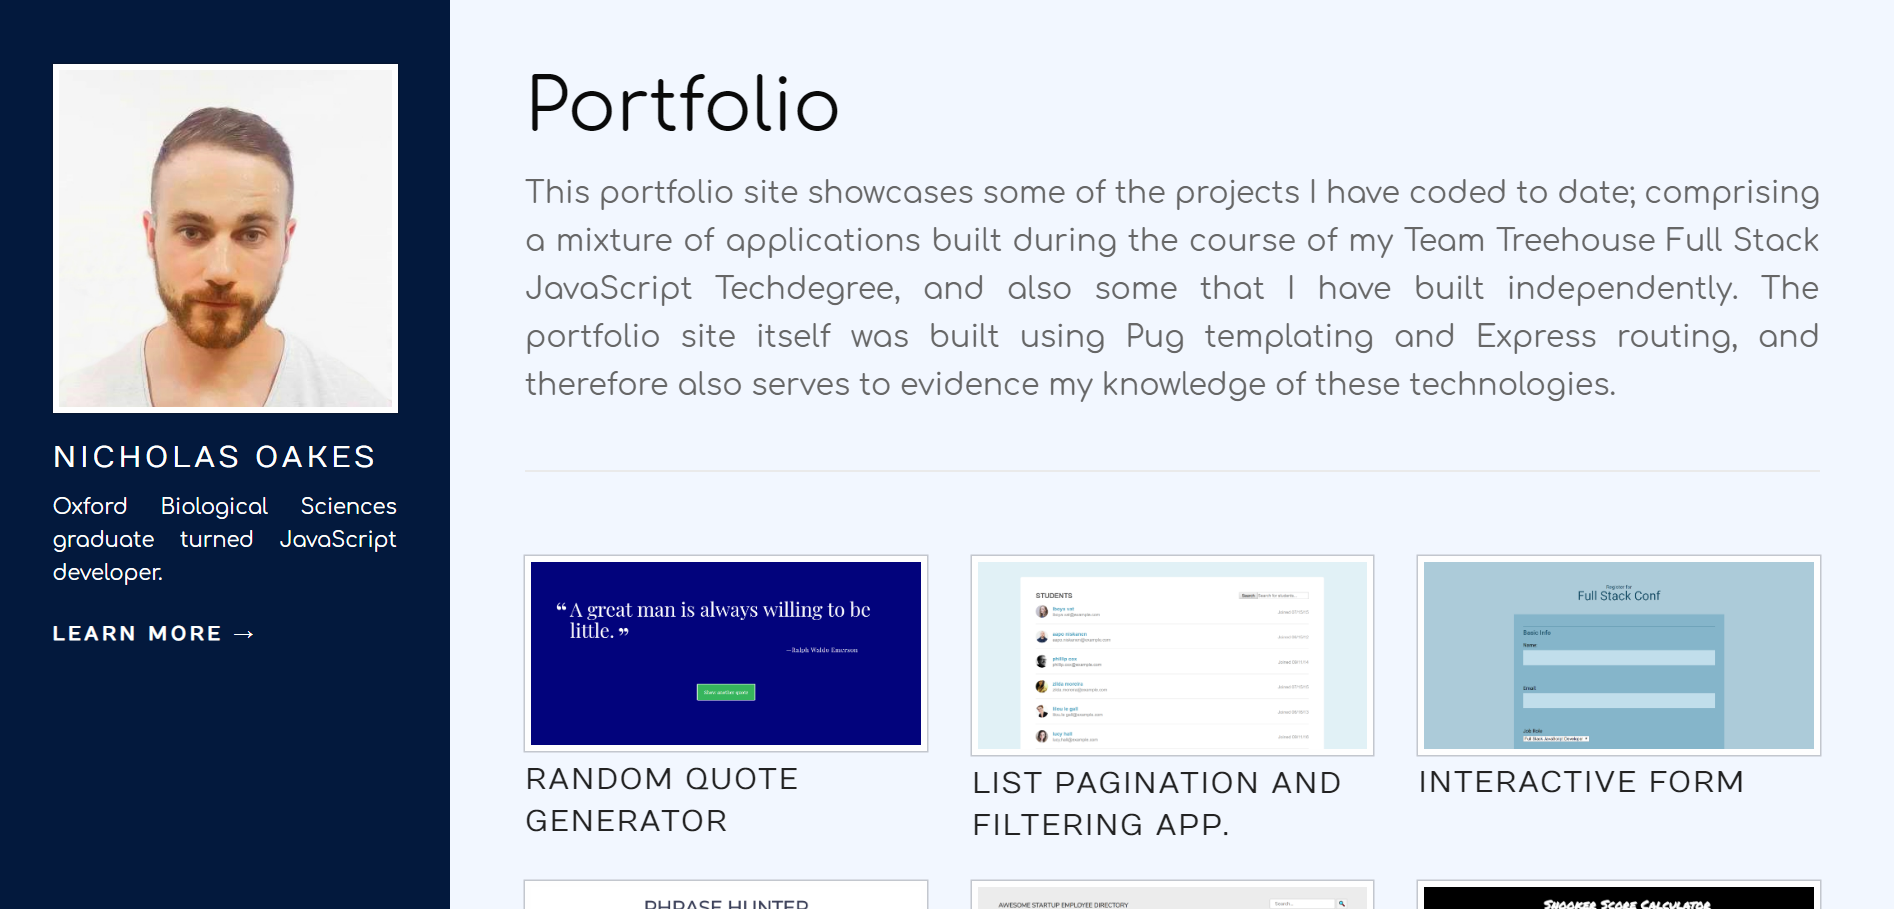 NICHOLAS OAKES
Oxford Biological Sciences
graduate turned JavaScript
developer.
LEARN MORE →
Portfolio
This portfolio site showcases some of the projects I have coded to date; comprising
a mixture of applications built during the course of my Team Treehouse Full Stack
JavaScript Techdegree, and also some that I have built independently. The
portfolio site itself was built using Pug templating and Express routing, and
therefore also serves to evidence my knowledge of these technologies.
“ A great man is always willing to be
little. ”
—Ralph Waldo Emerson
Show another quote
RANDOM QUOTE
GENERATOR
STUDENTS
Search Search for students...
LIST PAGINATION AND
FILTERING APP.
Register for
Full Stack Conf
Basic Info
Name
Email
Job Role
Full Stack JavaScript Developer
INTERACTIVE FORM
PHRASE HUNTER
AWESOME STARTUP EMPLOYEE DIRECTORY
Search...
Snooker Score Calculator